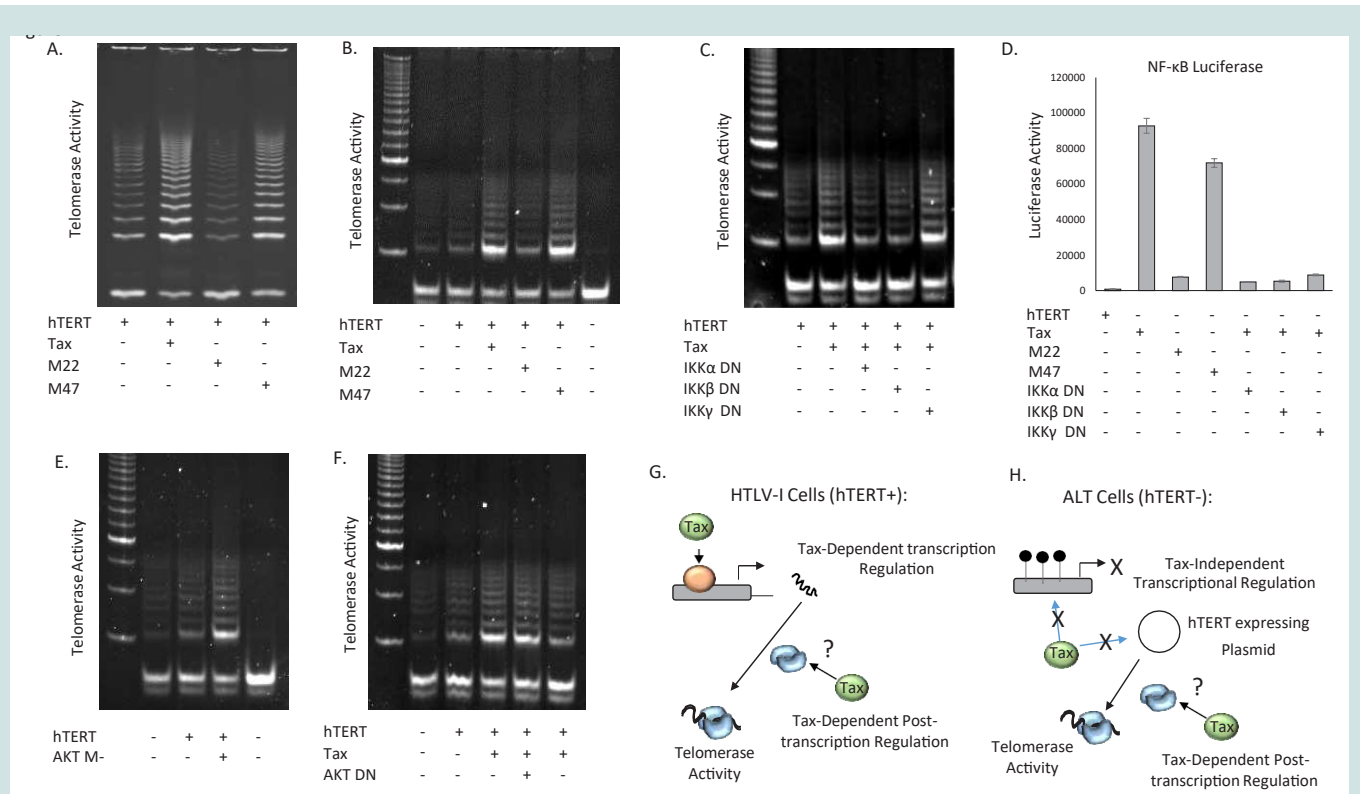 A.
Telomerase Activity
hTERT + + + +
Tax - + - -
M22 - - + -
M47 - - - +
B.
Telomerase Activity
hTERT - + + + + -
Tax - - + - - -
M22 - - - + - -
M47 - - - - + -
C.
Telomerase Activity
hTERT + + + + +
Tax - + + + +
IKKα DN - - + - -
IKKβ DN - - - + -
IKKγ DN - - - - +
D.
NF-κB Luciferase
Luciferase Activity
120000
100000
80000
60000
40000
20000
0
hTERT + - - - - - -
Tax - + - - + + +
M22 - - + - - - -
M47 - - - + - - -
IKKα DN - - - - + - -
IKKβ DN - - - - - + -
IKKγ DN - - - - - - +
E.
Telomerase Activity
hTERT - + + -
AKT M- - - + -
F.
Telomerase Activity
hTERT - + + + +
Tax - - + + +
AKT DN - - - + -
G.
HTLV-I Cells (hTERT+):
Tax
Tax-Dependent transcription
Regulation
?
Tax
Tax-Dependent Post-
transcription Regulation
Telomerase
Activity
H.
ALT Cells (hTERT-):
X
Tax-Independent
Transcriptional Regulation
X
Tax
X
hTERT expressing
Plasmid
?
Tax
Telomerase
Activity
Tax-Dependent Post-
transcription Regulation